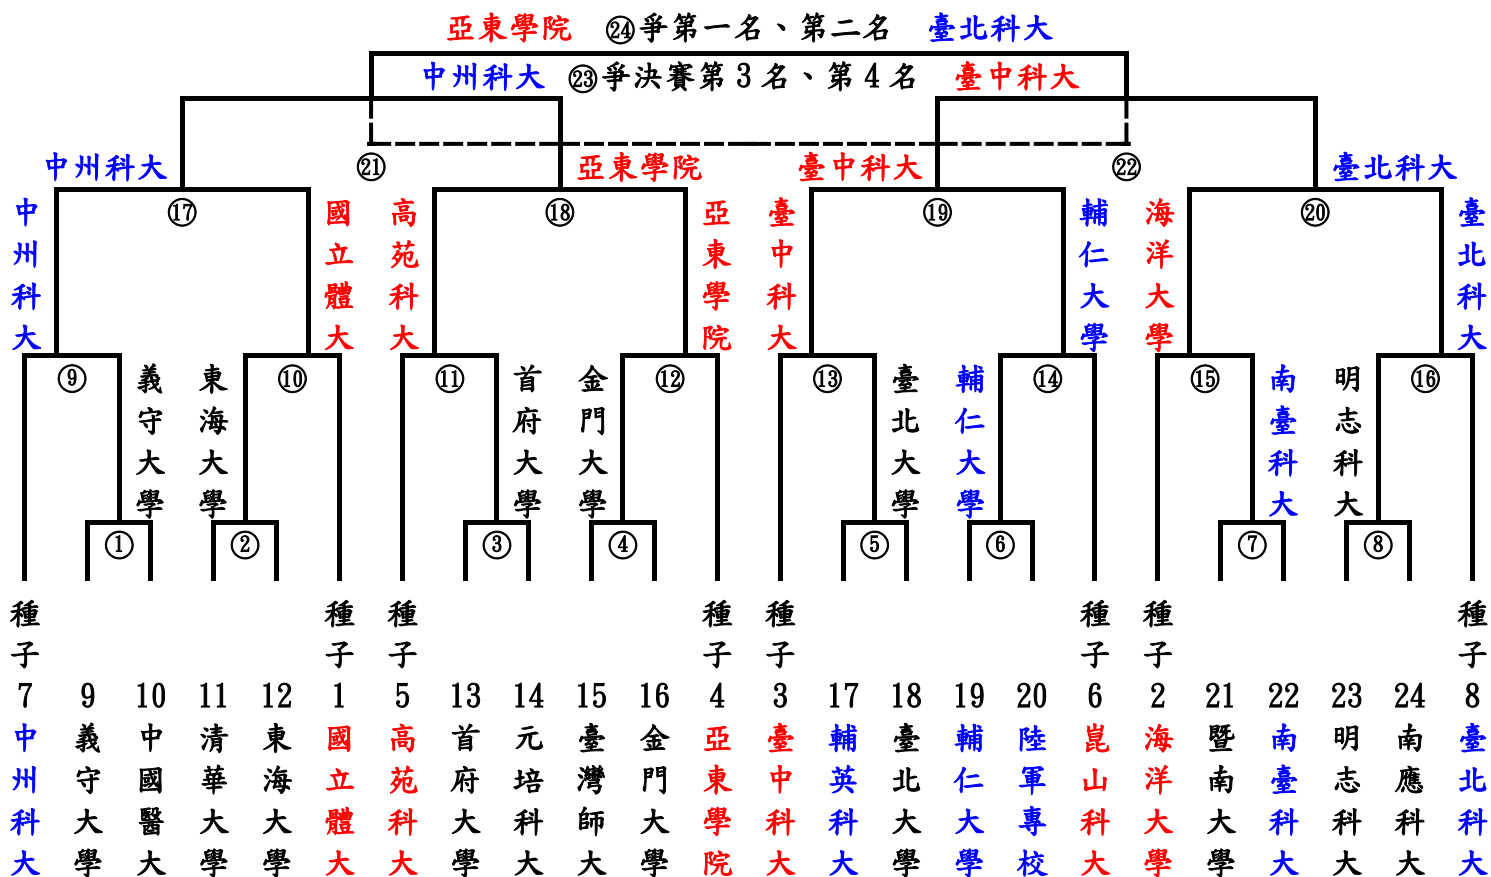 亞東學院 ㉔爭第一名、第二名 臺北科大
中州科大 ㉓爭決賽第3名、第4名 臺中科大
中州科大 ㉑ 亞東學院 臺中科大 ㉒ 臺北科大
⑰ ⑱ ⑲ ⑳
中州科大
國立體大
高苑科大
亞東學院
臺中科大
輔仁大學
海洋大學
臺北科大
⑨ ⑩ ⑪ ⑫ ⑬ ⑭ ⑮ ⑯
義守大學
東海大學
首府大學
金門大學
臺北大學
輔仁大學
南臺科大
明志科大
① ② ③ ④ ⑤ ⑥ ⑦ ⑧
種子 7 中州科大
9 義守大學
10 中國醫大
11 清華大學
12 東海大學
種子 1 國立體大
種子 5 高苑科大
13 首府大學
14 元培科大
15 臺灣師大
16 金門大學
種子 4 亞東學院
種子 3 臺中科大
17 輔英科大
18 臺北大學
19 輔仁大學
20 陸軍專校
種子 6 崑山科大
種子 2 海洋大學
21 暨南大學
22 南臺科大
23 明志科大
24 南應科大
種子 8 臺北科大